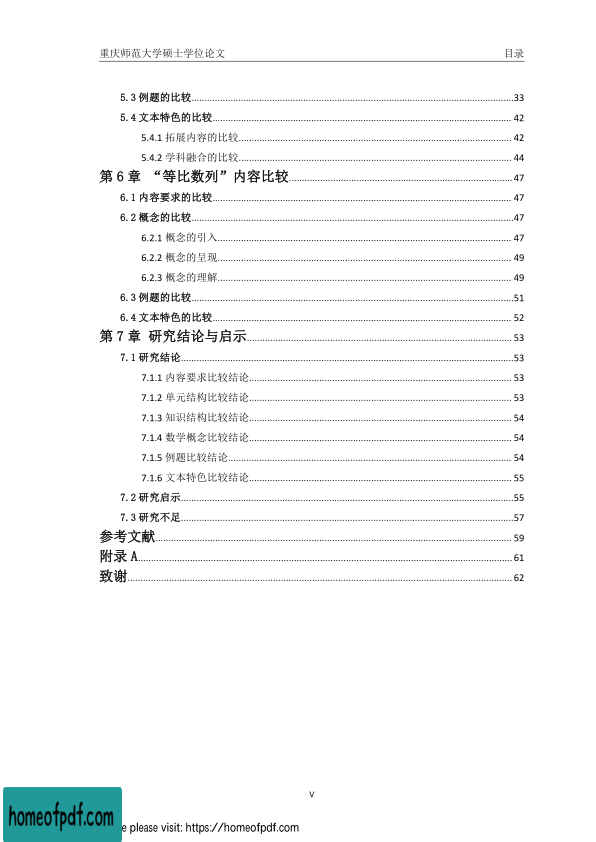 重庆师范大学硕士学位论文 目录
5.3 例题的比较 33
5.4 文本特色的比较 42
5.4.1 拓展内容的比较 42
5.4.2 学科融合的比较 44
第 6 章 “等比数列”内容比较 47
6.1 内容要求的比较 47
6.2 概念的比较 47
6.2.1 概念的引入 47
6.2.2 概念的呈现 49
6.2.3 概念的理解 49
6.3 例题的比较 51
6.4 文本特色的比较 52
第 7 章 研究结论与启示 53
7.1 研究结论 53
7.1.1 内容要求比较结论 53
7.1.2 单元结构比较结论 53
7.1.3 知识结构比较结论 54
7.1.4 数学概念比较结论 54
7.1.5 例题比较结论 54
7.1.6 文本特色比较结论 55
7.2 研究启示 55
7.3 研究不足 57
参考文献 59
附录 A 61
致谢 62
V
homeofpdf.com
please visit: https://homeofpdf.com